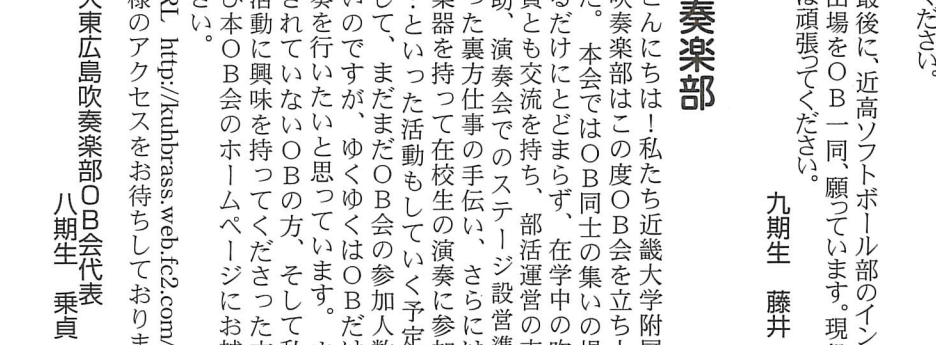 ください。
最後に、近高ソフトボール部のイン
出場をOB一同、願っています。現
は頑張ってください。
九期生 藤井
奏楽部
こんにちは！私たち近畿大学附属
吹奏楽部はこの度OB会を立ち上
た。本会ではOB同士の集いの場
るだけにとどまらず、在学中の吹
員とも交流を持ち、部活運営の
助、演奏会でのステージ設営準
った裏方仕事の手伝い、さらには
楽器を持って在校生の演奏に参加
…といった活動もしていく予定
して、まだまだOB会の参加人数
いのですが、ゆくゆくはOBだけ
奏を行いたいと思っています。
されていないOBの方、そして私
活動に興味を持ってくださった方
ひ本OB会のホームページにお越
さい。
RL http://kuhbrass.web.fc2.com/
様のアクセスをお待ちしておりま
大東広島吹奏楽部OB会代表
八期生 乗貞